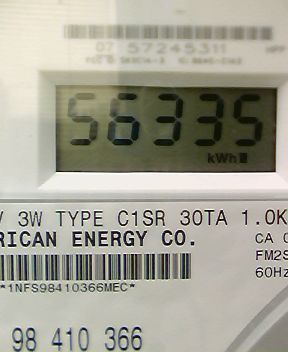 07 57245311
56335
kWh
3W TYPE C1SR 30TA 1.0K
RICAN ENERGY CO.
CA
FM2S
60Hz
*1NFS98410366MEC*
98 410 366